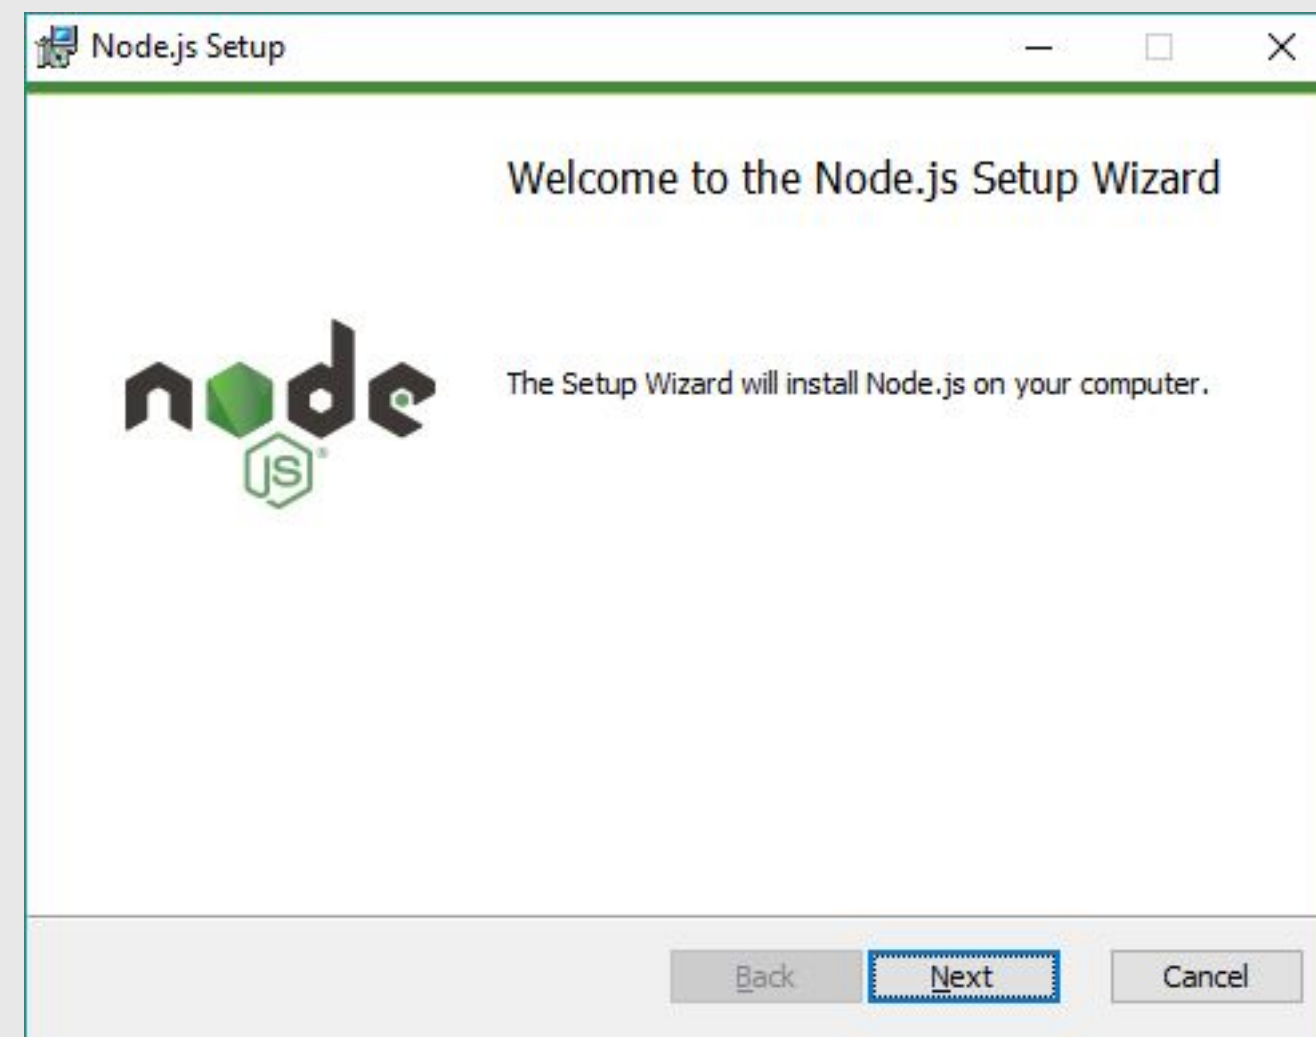 Node.js Setup
Welcome to the Node.js Setup Wizard
The Setup Wizard will install Node.js on your computer.
node
JS®
Back
Next
Cancel